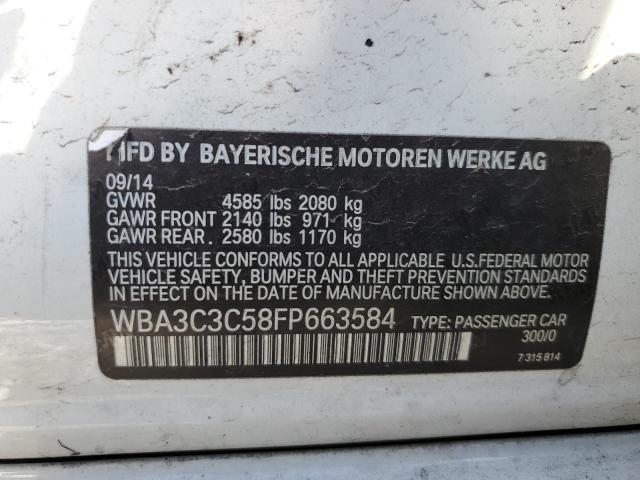 MFD BY BAYERISCHE MOTOREN WERKE AG
09/14
GVWR 4585 lbs 2080 kg
GAWR FRONT 2140 lbs 971 kg
GAWR REAR. 2580 lbs 1170 kg
THIS VEHICLE CONFORMS TO ALL APPLICABLE U.S.FEDERAL MOTOR
VEHICLE SAFETY, BUMPER AND THEFT PREVENTION STANDARDS
IN EFFECT ON THE DATE OF MANUFACTURE SHOWN ABOVE.
WBA3C3C58FP663584 TYPE: PASSENGER CAR
300/0
7 315 814